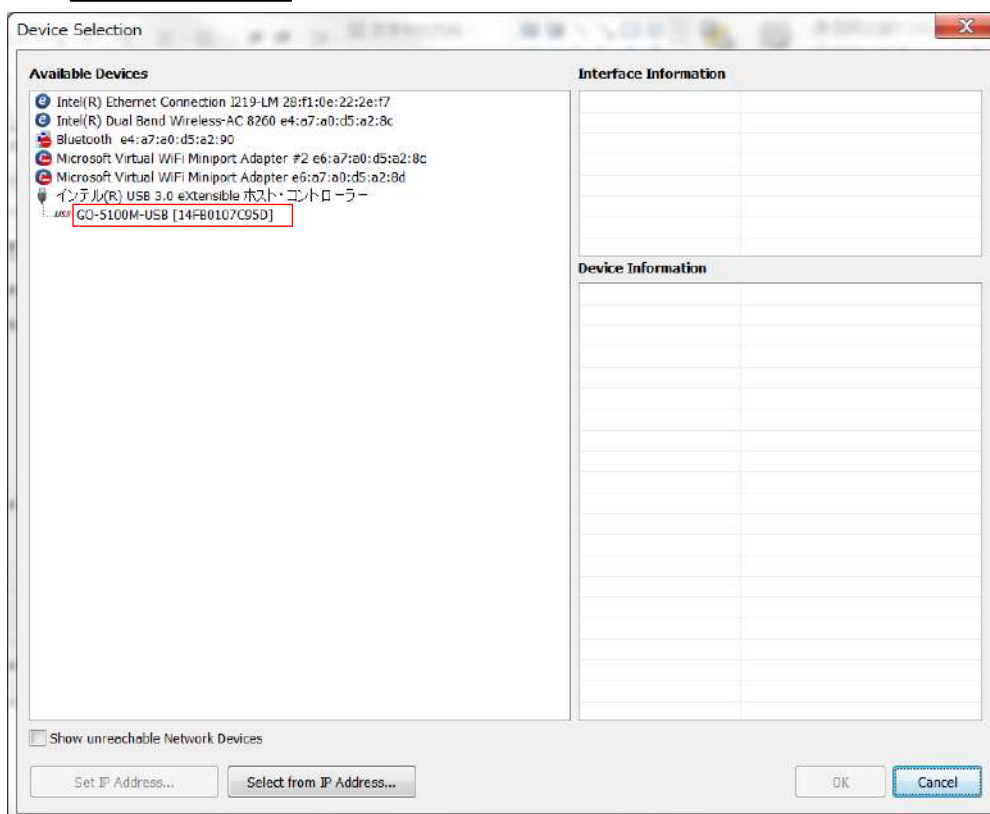 Device Selection
Available Devices
Intel(R) Ethernet Connection I219-LM 28:f1:0e:22:2e:f7
Intel(R) Dual Band Wireless-AC 8260 e4:a7:a0:d5:a2:8c
Bluetooth e4:a7:a0:d5:a2:90
Microsoft Virtual WiFi Miniport Adapter #2 e6:a7:a0:d5:a2:8c
Microsoft Virtual WiFi Miniport Adapter e6:a7:a0:d5:a2:8d
インテル(R) USB 3.0 eXtensible ホスト・コントローラー
GO-5100M-USB [14FB0107C95D]
Interface Information
Device Information
Show unreachable Network Devices
Set IP Address...
Select from IP Address...
OK
Cancel